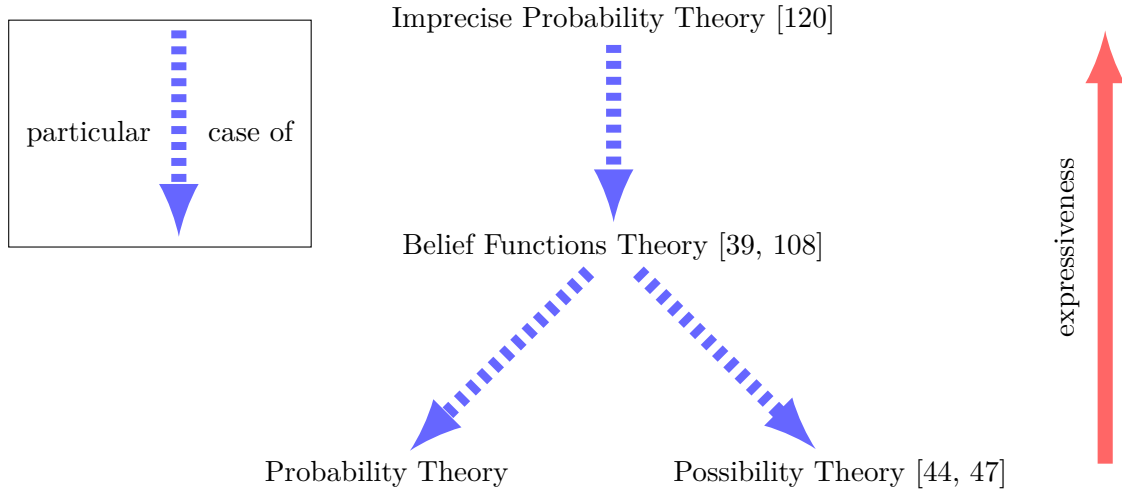 Imprecise Probability Theory [120]
particular case of
Belief Functions Theory [39, 108]
expressiveness
Probability Theory
Possibility Theory [44, 47]